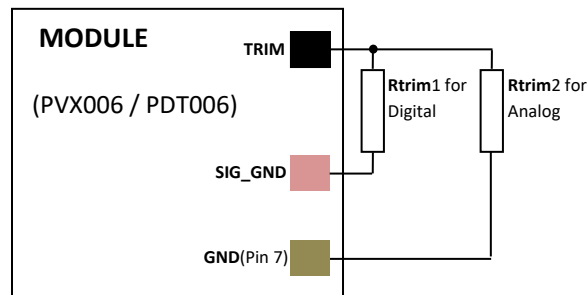 MODULE
TRIM
(PVX006 / PDT006)
Rtrim1 for
Digital
Rtrim2 for
Analog
SIG_GND
GND(Pin 7)